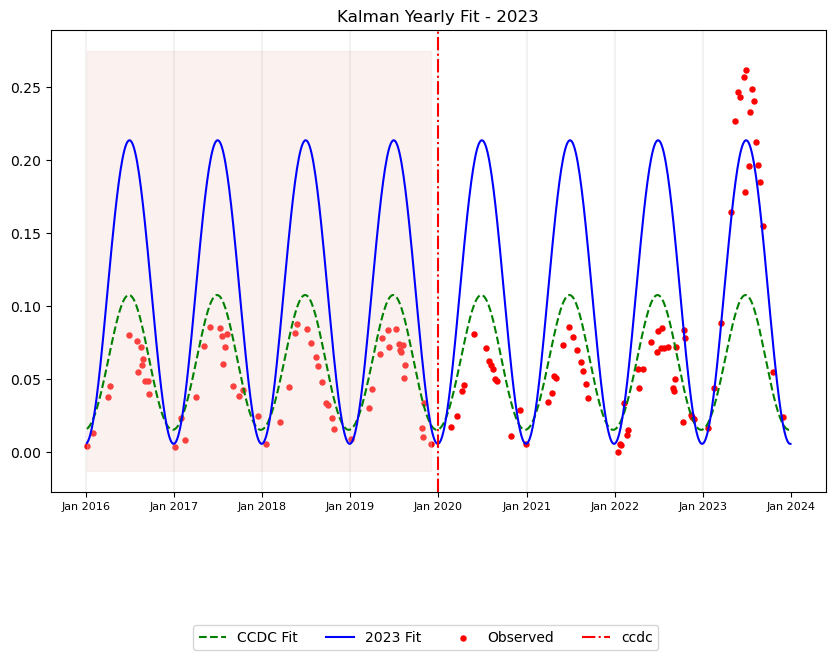 Kalman Yearly Fit - 2023
0.25
0.20
0.15
0.10
0.05
0.00
Jan 2016 Jan 2017 Jan 2018 Jan 2019 Jan 2020 Jan 2021 Jan 2022 Jan 2023 Jan 2024
CCDC Fit 2023 Fit Observed ccdc